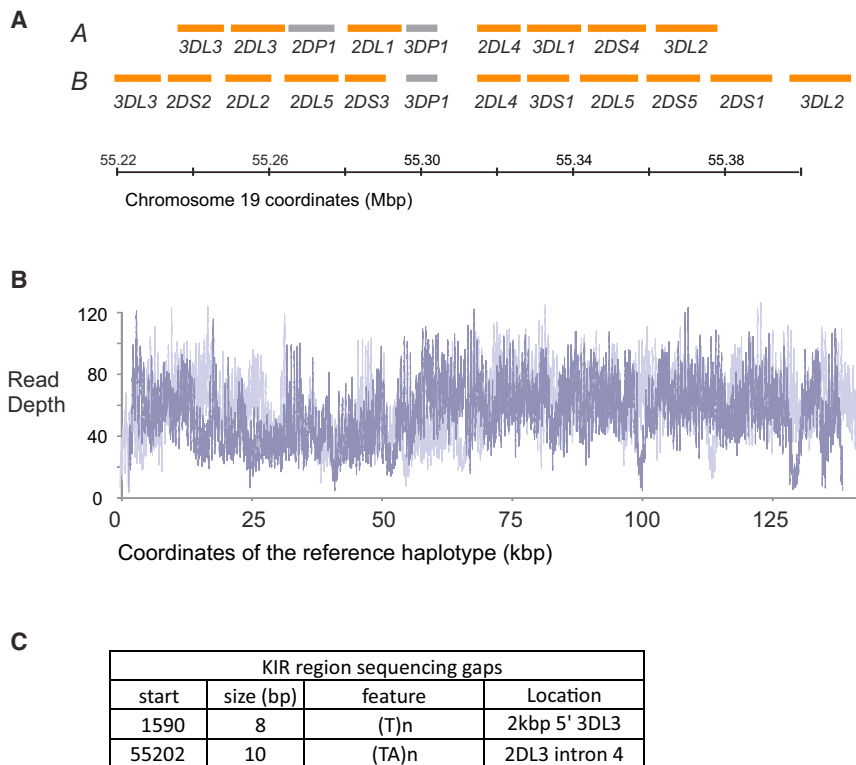 A
A
3DL3 2DL3 2DP1 2DL1 3DP1 2DL4 3DL1 2DS4 3DL2
B
3DL3 2DS2 2DL2 2DL5 2DS3 3DP1 2DL4 3DS1 2DL5 2DS5 2DS1 3DL2
55.22 55.26 55.30 55.34 55.38
Chromosome 19 coordinates (Mbp)
B
120
80
Read
Depth
40
0
0 25 50 75 100 125
Coordinates of the reference haplotype (kbp)
C
KIR region sequencing gaps
start size (bp) feature Location
1590 8 (T)n 2kbp 5' 3DL3
55202 10 (TA)n 2DL3 intron 4